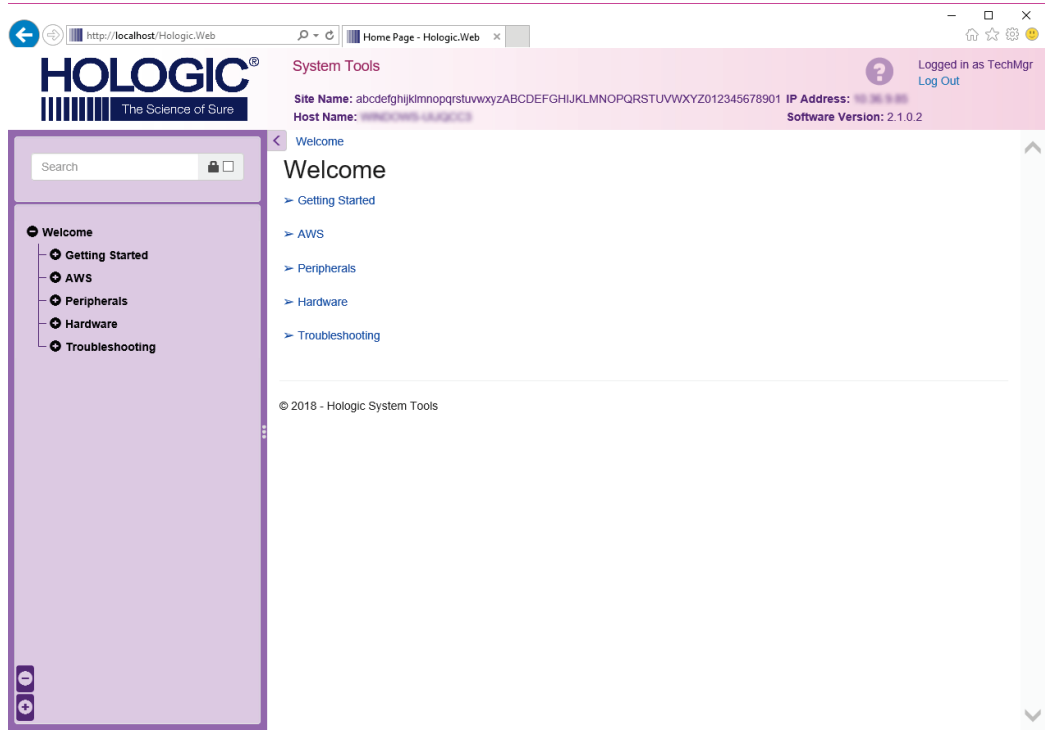 http://localhost/Hologic.Web
Home Page - Hologic.Web
HOLOGIC®
The Science of Sure
System Tools
Logged in as TechMgr
Log Out
Site Name: abcdefghijklmnopqrstuvwxyzABCDEFGHIJKLMNOPQRSTUVWXYZ012345678901 IP Address:
Host Name:
Software Version: 2.1.0.2
Search
Welcome
Getting Started
AWS
Peripherals
Hardware
Troubleshooting
Welcome
Welcome
➢ Getting Started
➢ AWS
➢ Peripherals
➢ Hardware
➢ Troubleshooting
© 2018 - Hologic System Tools